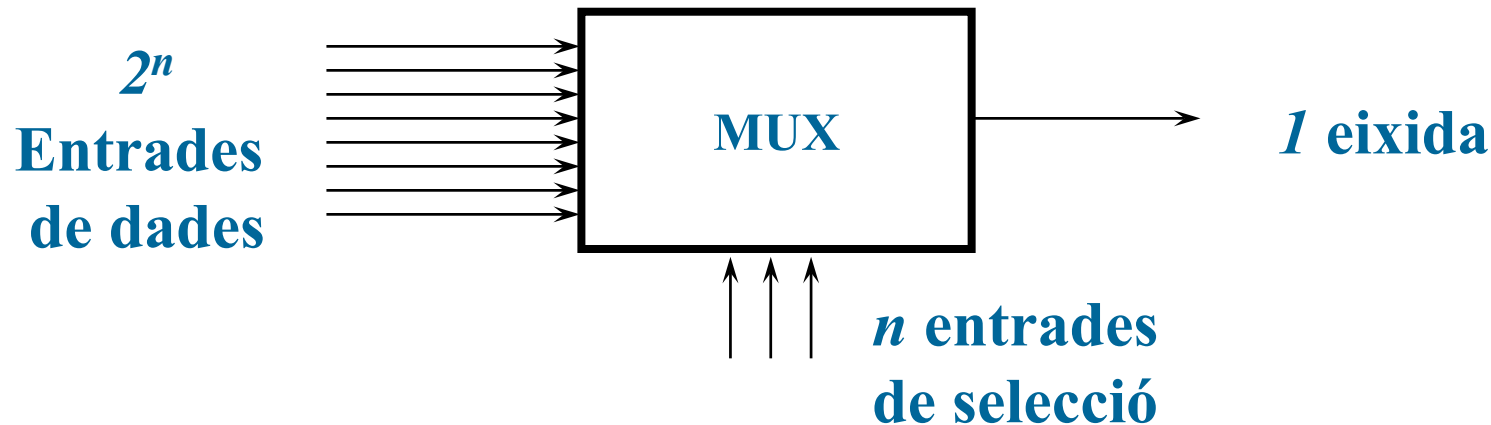 2ⁿ
Entrades
de dades
MUX
1 eixida
n entrades
de selecció